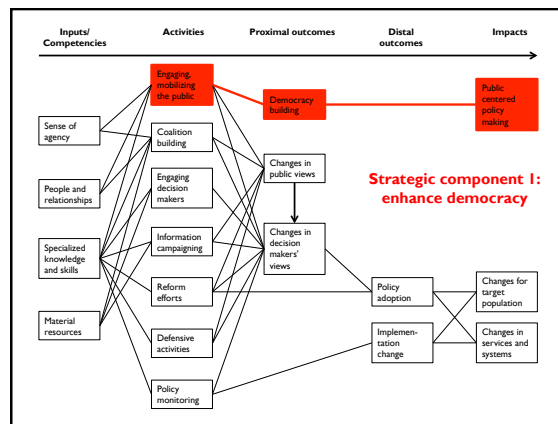 Inputs/
Competencies
Activities
Proximal outcomes
Distal
outcomes
Impacts
Engaging,
mobilizing
the public
Democracy
building
Public
centered
policy
making
Sense of
agency
Coalition
building
Changes in
public views
Strategic component 1:
enhance democracy
People and
relationships
Engaging
decision
makers
Specialized
knowledge
and skills
Information
campaigning
Changes in
decision
makers'
views
Reform
efforts
Policy
adoption
Changes for
target
population
Material
resources
Defensive
activities
Implemen-
tation
change
Changes in
services and
systems
Policy
monitoring